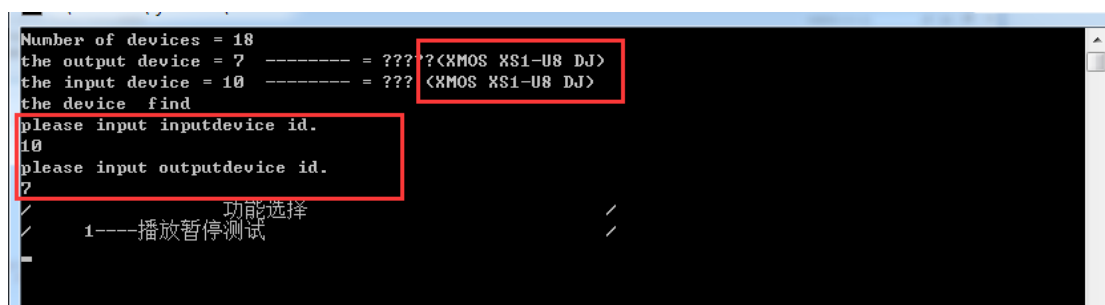 Number of devices = 18
the output device = 7 -------- = ?????(XMOS XS1-U8 DJ)
the input device = 10 -------- = ??? (XMOS XS1-U8 DJ)
the device find
please input inputdevice id.
10
please input outputdevice id.
7
/ 功能选择 /
/ 1----播放暂停测试 /